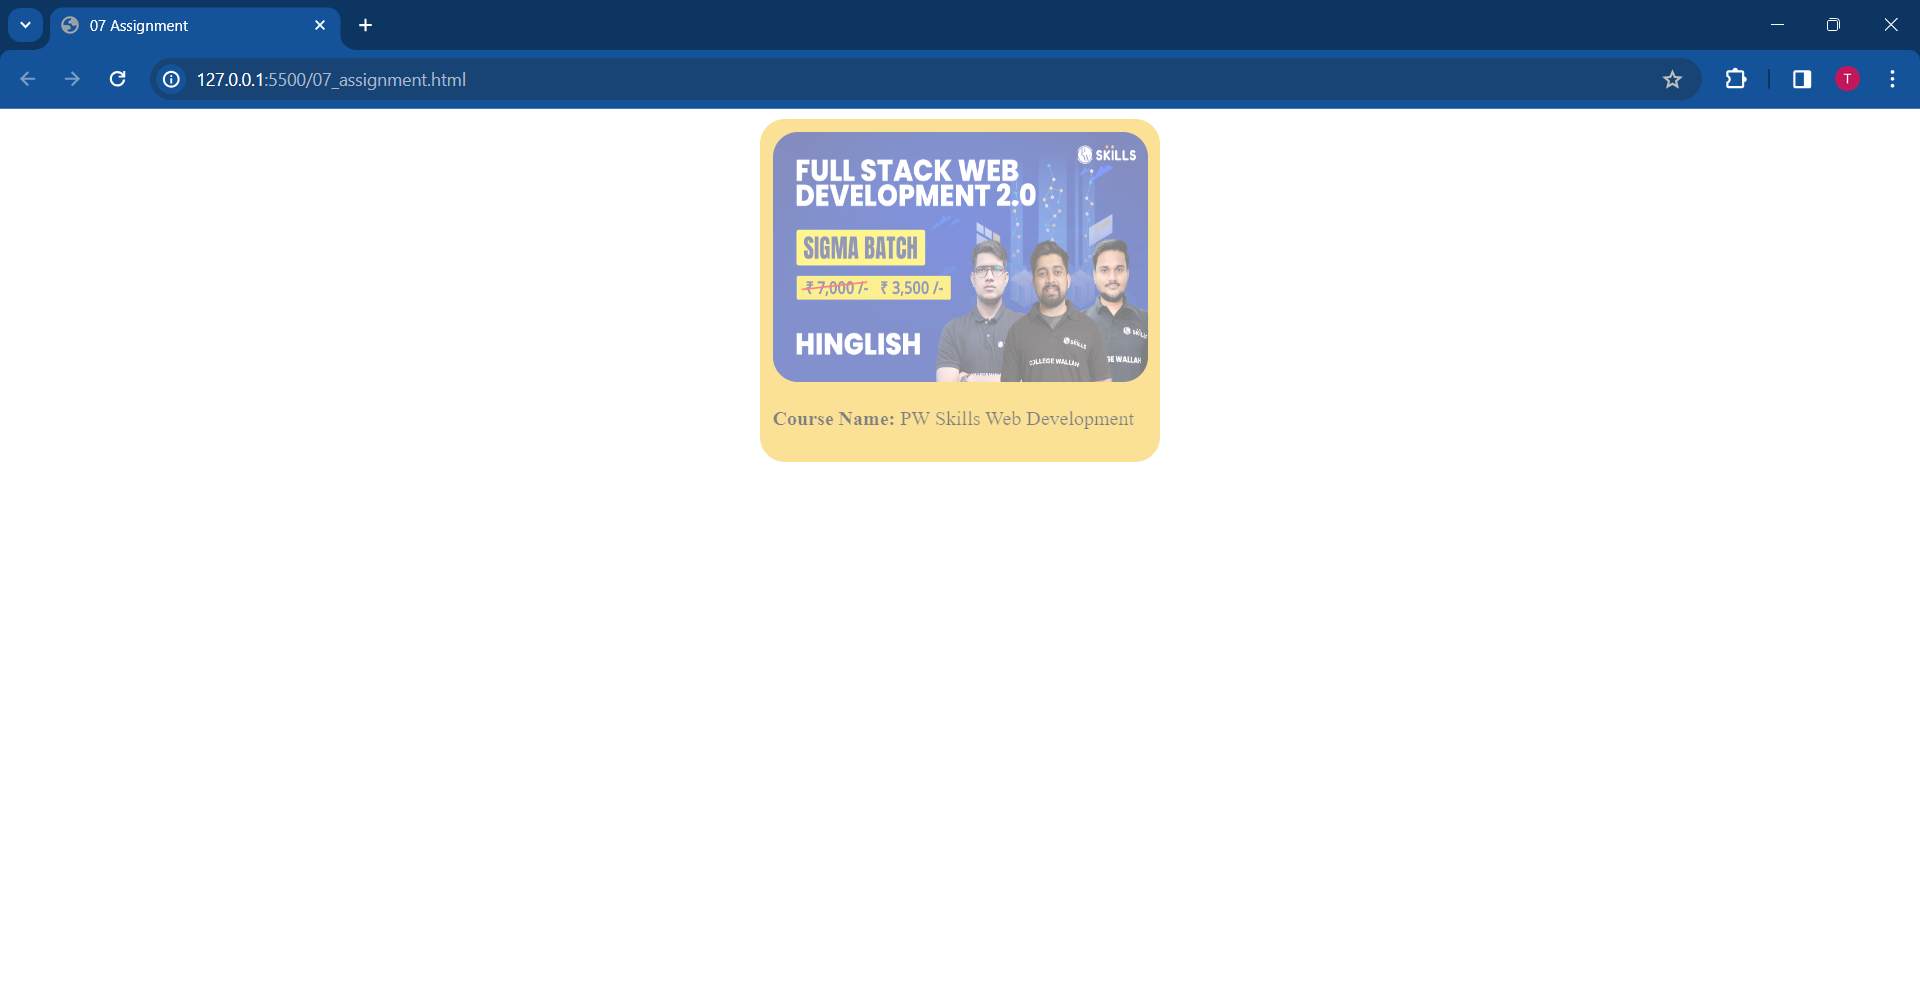 07 Assignment
127.0.0.1:5500/07_assignment.html
T
SKILLS
FULL STACK WEB
DEVELOPMENT 2.0
SIGMA BATCH
₹ 7,000 /- ₹ 3,500 /-
HINGLISH
SKILLS
COLLEGE WALLAH
GE WALLAH
Course Name: PW Skills Web Development